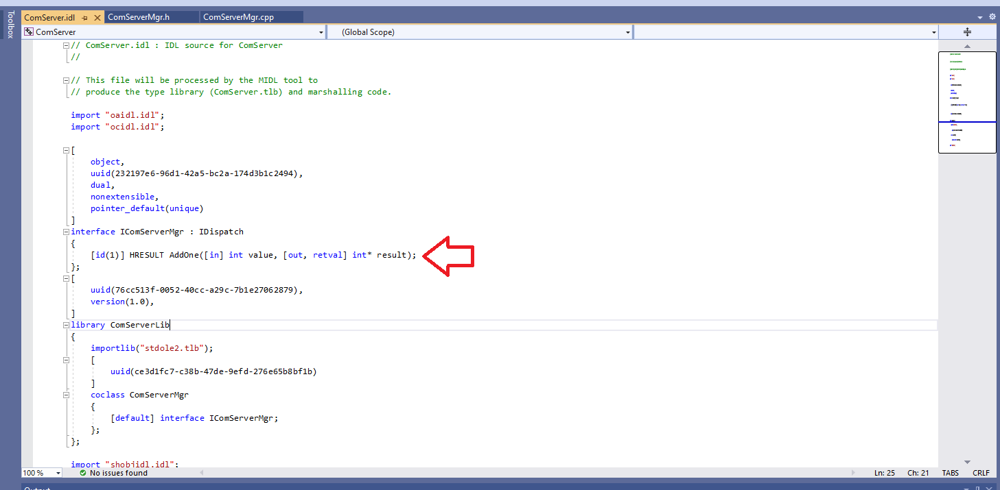 Toolbox
ComServer.idl
ComServerMgr.h
ComServerMgr.cpp
ComServer
(Global Scope)
// ComServer.idl : IDL source for ComServer
//
// This file will be processed by the MIDL tool to
// produce the type library (ComServer.tlb) and marshalling code.
import "oaidl.idl";
import "ocidl.idl";
[
object,
uuid(232197e6-96d1-42a5-bc2a-174d3b1c2494),
dual,
nonextensible,
pointer_default(unique)
]
interface IComServerMgr : IDispatch
{
[id(1)] HRESULT AddOne([in] int value, [out, retval] int* result);
};
[
uuid(76cc513f-0052-40cc-a29c-7b1e27062879),
version(1.0),
]
library ComServerLib
{
importlib("stdole2.tlb");
[
uuid(ce3d1fc7-c38b-47de-9efd-276e65b8bf1b)
]
coclass ComServerMgr
{
[default] interface IComServerMgr;
};
};
import "shobjidl.idl";
100 %
No issues found
Ln: 25
Ch: 21
TABS
CRLF
Output